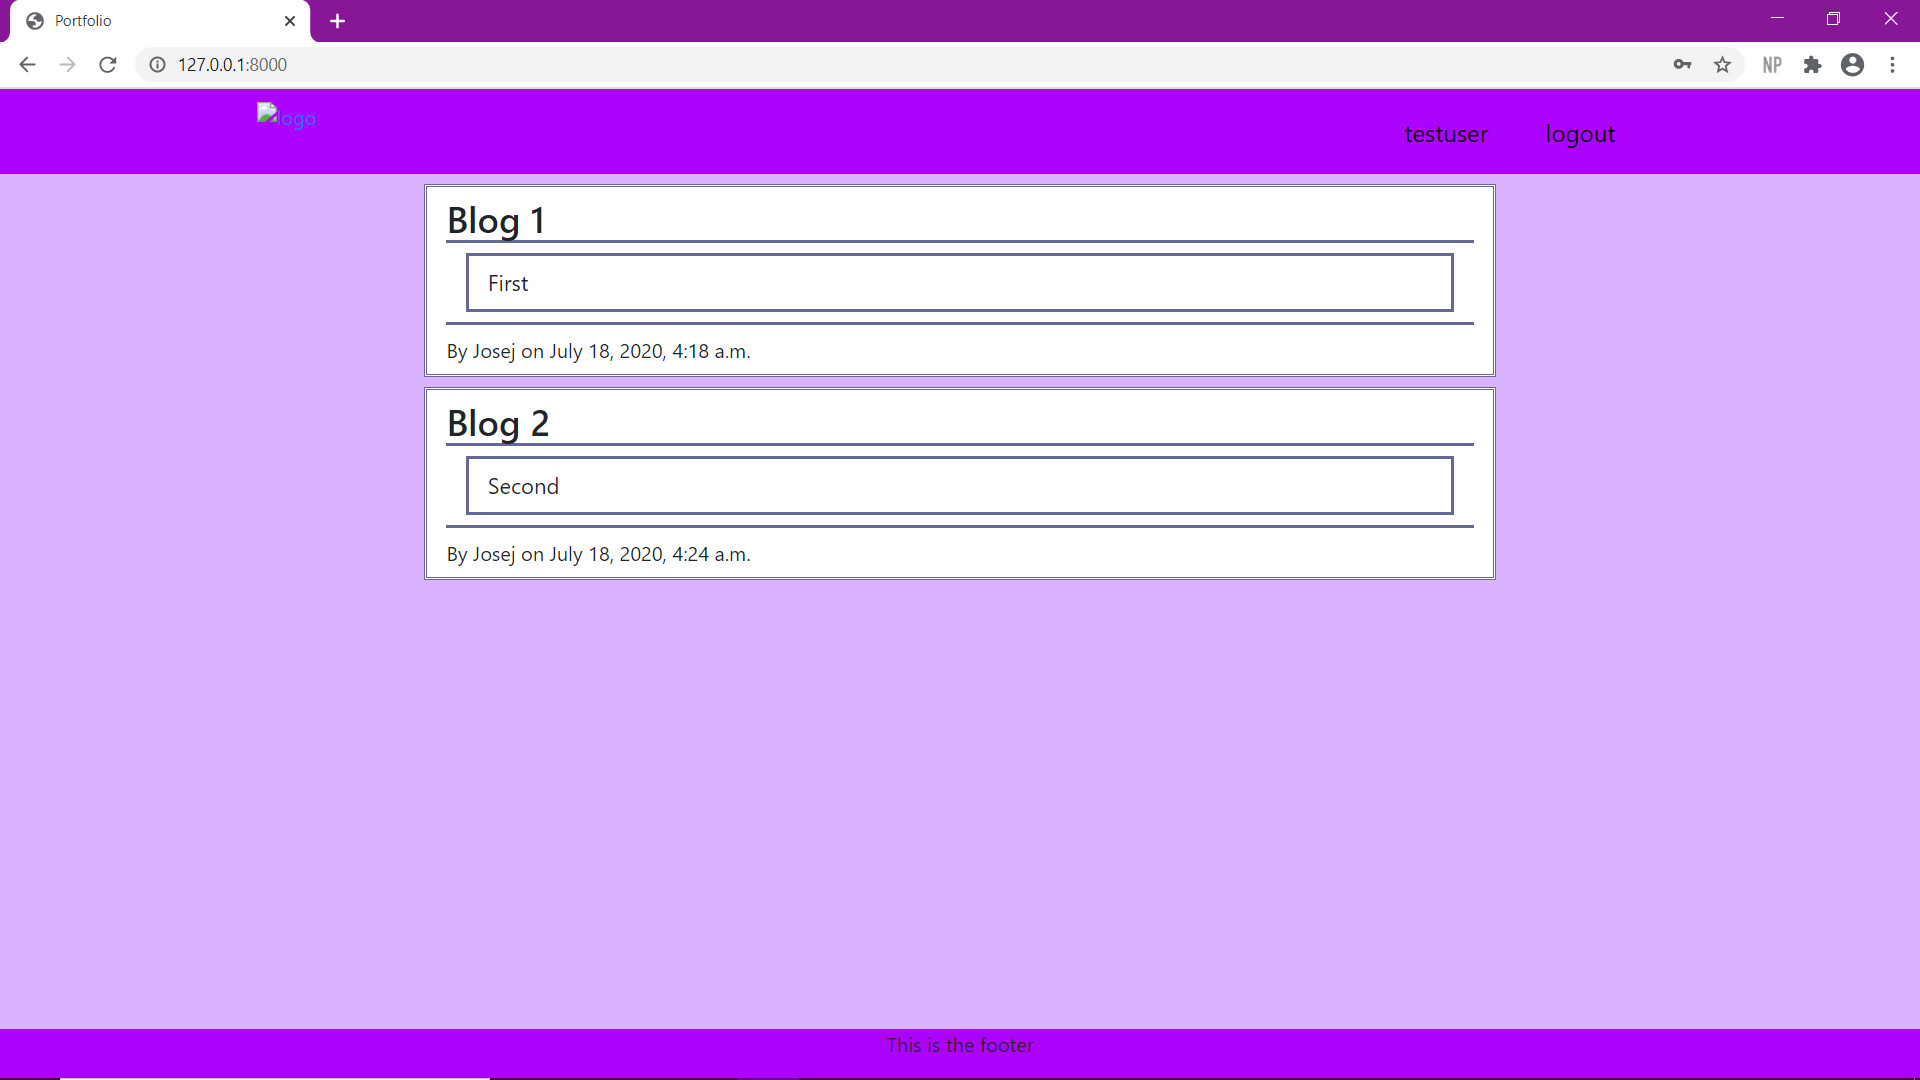 Portfolio
127.0.0.1:8000
NP
logo
testuser logout
Blog 1
First
By Josej on July 18, 2020, 4:18 a.m.
Blog 2
Second
By Josej on July 18, 2020, 4:24 a.m.
This is the footer